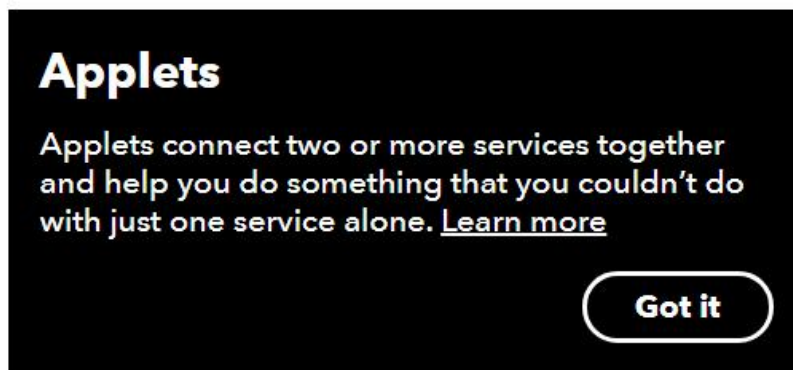 Applets
Applets connect two or more services together
and help you do something that you couldn’t do
with just one service alone. Learn more
Got it